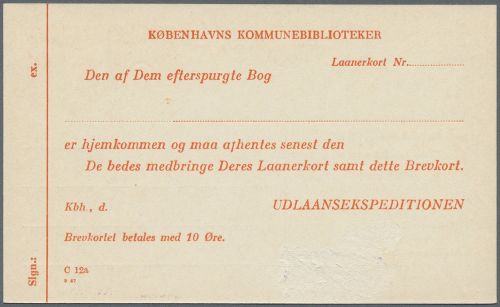 KØBENHAVNS KOMMUNEBIBLIOTEKER
Laanerkort Nr.
Den af Dem efterspurgte Bog
er hjemkommen og maa afhentes senest den
De bedes medbringe Deres Laanerkort samt dette Brevkort.
Kbh., d.
UDLAANSEKSPEDITIONEN
Brevkortet betales med 10 Øre.
C 12a
ex.
Sign.: